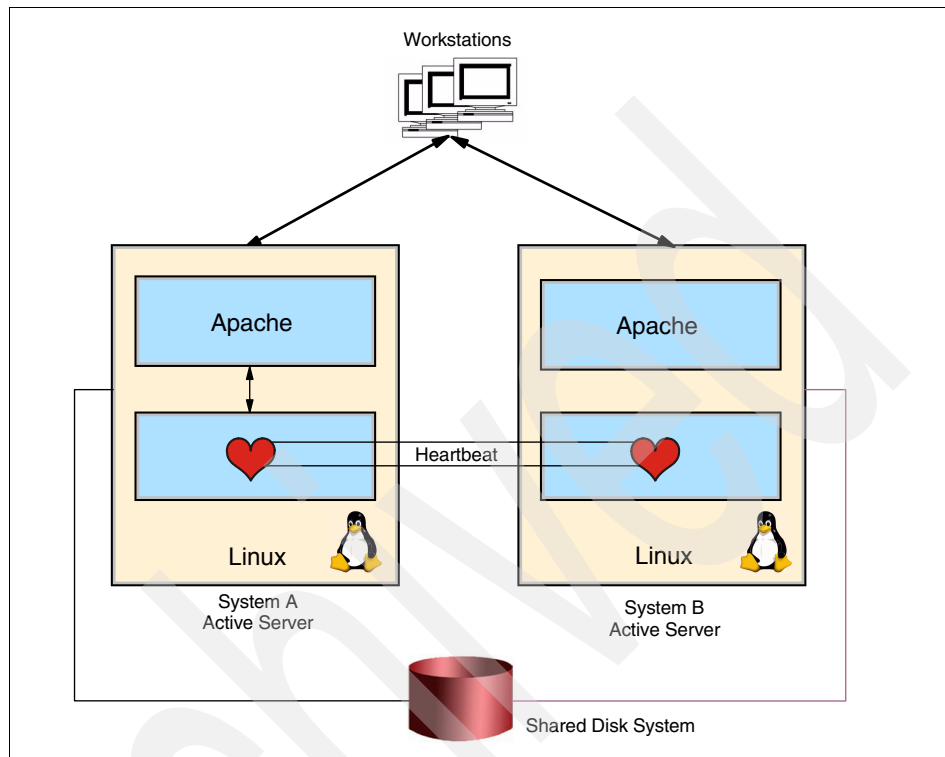 Workstations
Apache
Apache
Heartbeat
Linux
Linux
System A
Active Server
System B
Active Server
Shared Disk System